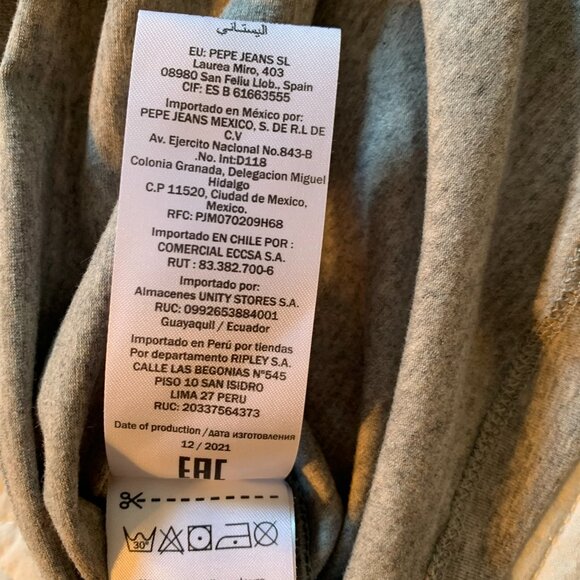 البستاني
EU: PEPE JEANS SL
Laurea Miro, 403
08980 San Feliu Llob., Spain
CIF: ES B 61663555
Importado en México por:
PEPE JEANS MEXICO, S. DE R.L DE
C.V
Av. Ejercito Nacional No.843-B
.No. Int:D118
Colonia Granada, Delegacion Miguel
Hidalgo
C.P 11520, Ciudad de Mexico,
Mexico.
RFC: PJM070209H68
Importado EN CHILE POR :
COMERCIAL ECCSA S.A.
RUT : 83.382.700-6
Importado por:
Almacenes UNITY STORES S.A.
RUC: 0992653884001
Guayaquil / Ecuador
Importado en Perú por tiendas
Por departamento RIPLEY S.A.
CALLE LAS BEGONIAS N°545
PISO 10 SAN ISIDRO
LIMA 27 PERU
RUC: 20337564373
Date of production /дата изготовления
12 / 2021
EAC
30°